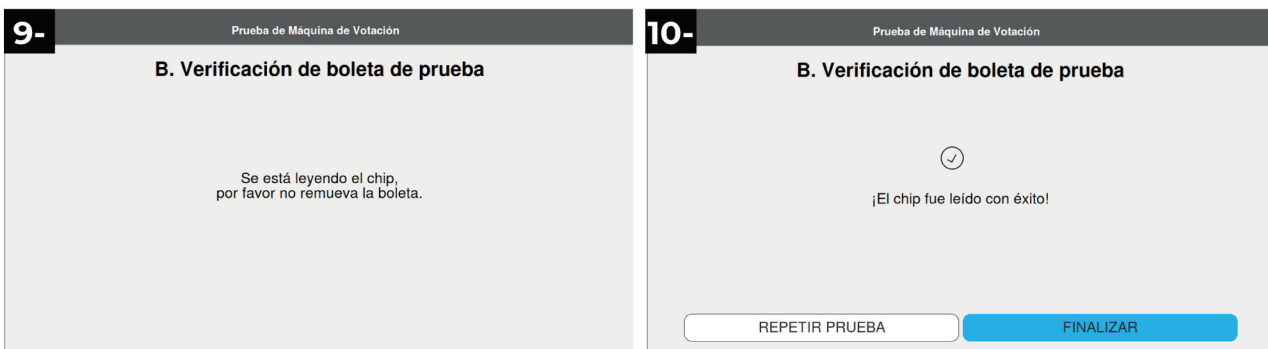 9-
Prueba de Máquina de Votación
B. Verificación de boleta de prueba
Se está leyendo el chip,
por favor no remueva la boleta.
10-
Prueba de Máquina de Votación
B. Verificación de boleta de prueba
¡El chip fue leído con éxito!
REPETIR PRUEBA
FINALIZAR